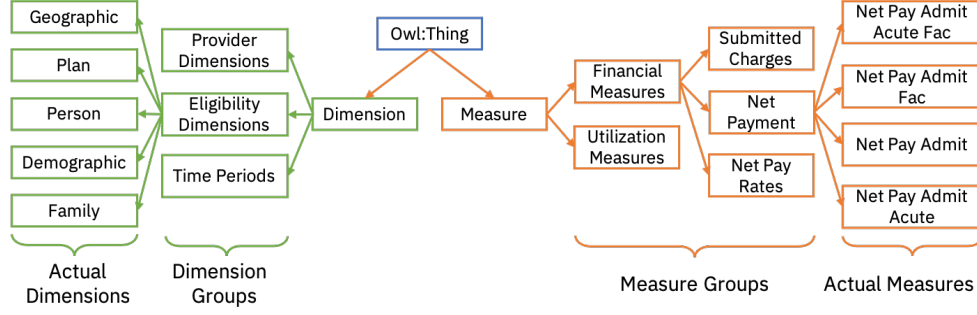 Geographic
Plan
Person
Demographic
Family
Actual
Dimensions
Provider
Dimensions
Eligibility
Dimensions
Time Periods
Dimension
Groups
Dimension
Owl:Thing
Measure
Financial
Measures
Utilization
Measures
Submitted
Charges
Net
Payment
Net Pay
Rates
Measure Groups
Net Pay Admit
Acute Fac
Net Pay Admit
Fac
Net Pay Admit
Net Pay Admit
Acute
Actual Measures